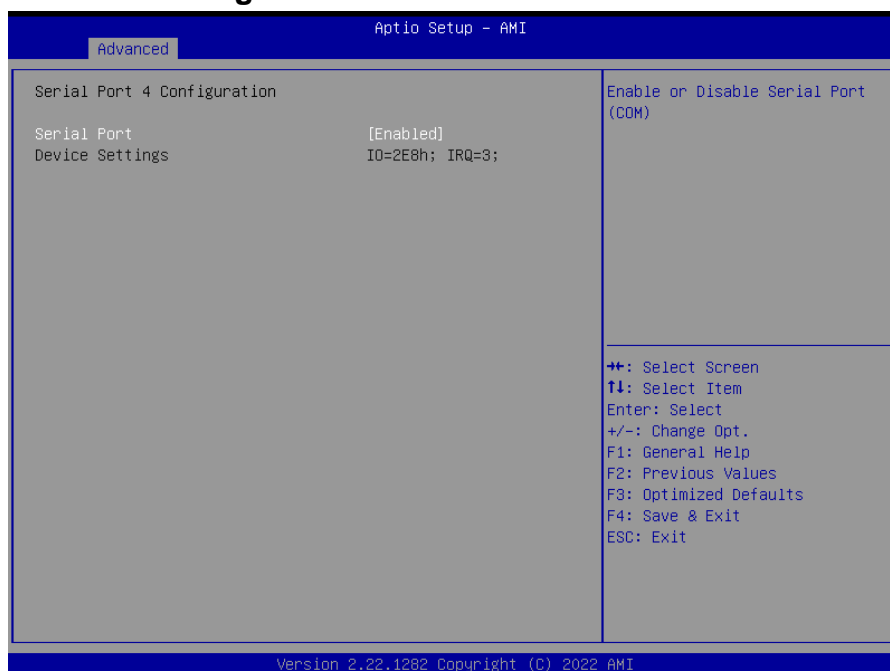 Aptio Setup – AMI
Advanced
Serial Port 4 Configuration
Serial Port [Enabled]
Device Settings IO=2E8h; IRQ=3;
Enable or Disable Serial Port
(COM)
→←: Select Screen
↑↓: Select Item
Enter: Select
+/-: Change Opt.
F1: General Help
F2: Previous Values
F3: Optimized Defaults
F4: Save & Exit
ESC: Exit
Version 2.22.1282 Copyright (C) 2022 AMI